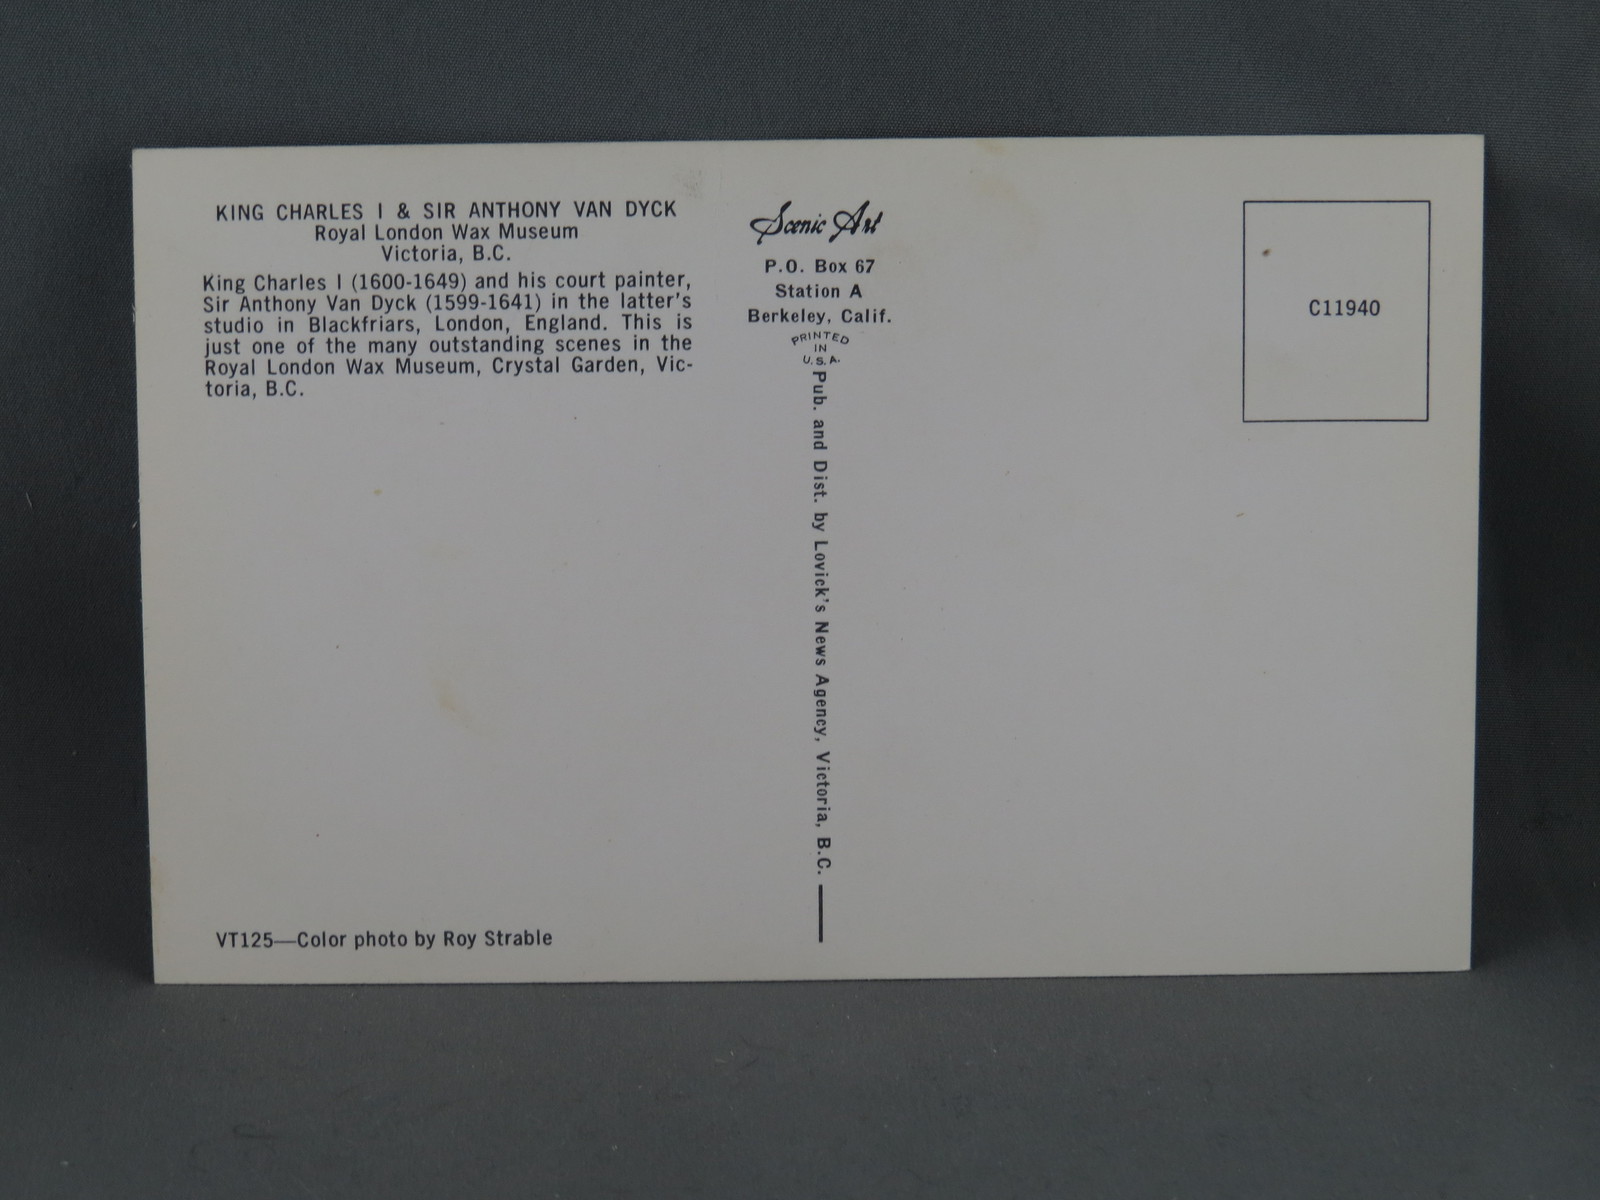 KING CHARLES I & SIR ANTHONY VAN DYCK
Royal London Wax Museum
Victoria, B.C.
King Charles I (1600-1649) and his court painter,
Sir Anthony Van Dyck (1599-1641) in the latter's
studio in Blackfriars, London, England. This is
just one of the many outstanding scenes in the
Royal London Wax Museum, Crystal Garden, Vic-
toria, B.C.
VT125—Color photo by Roy Strable
Scenic Art
P.O. Box 67
Station A
Berkeley, Calif.
PRINTED
IN
U.S.A.
Pub. and Dist. by Lovick's News Agency, Victoria, B.C.
C11940